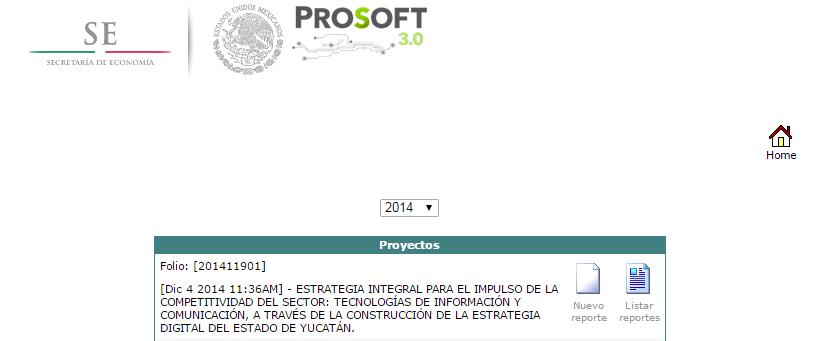 SE
SECRETARÍA DE ECONOMÍA
ESTADOS UNIDOS MEXICANOS
PROSOFT
3.0
Home
2014
Proyectos
Folio: [201411901]
[Dic 4 2014 11:36AM] - ESTRATEGIA INTEGRAL PARA EL IMPULSO DE LA
COMPETITIVIDAD DEL SECTOR: TECNOLOGÍAS DE INFORMACIÓN Y
COMUNICACIÓN, A TRAVÉS DE LA CONSTRUCCIÓN DE LA ESTRATEGIA
DIGITAL DEL ESTADO DE YUCATÁN.
Nuevo
reporte
Listar
reportes